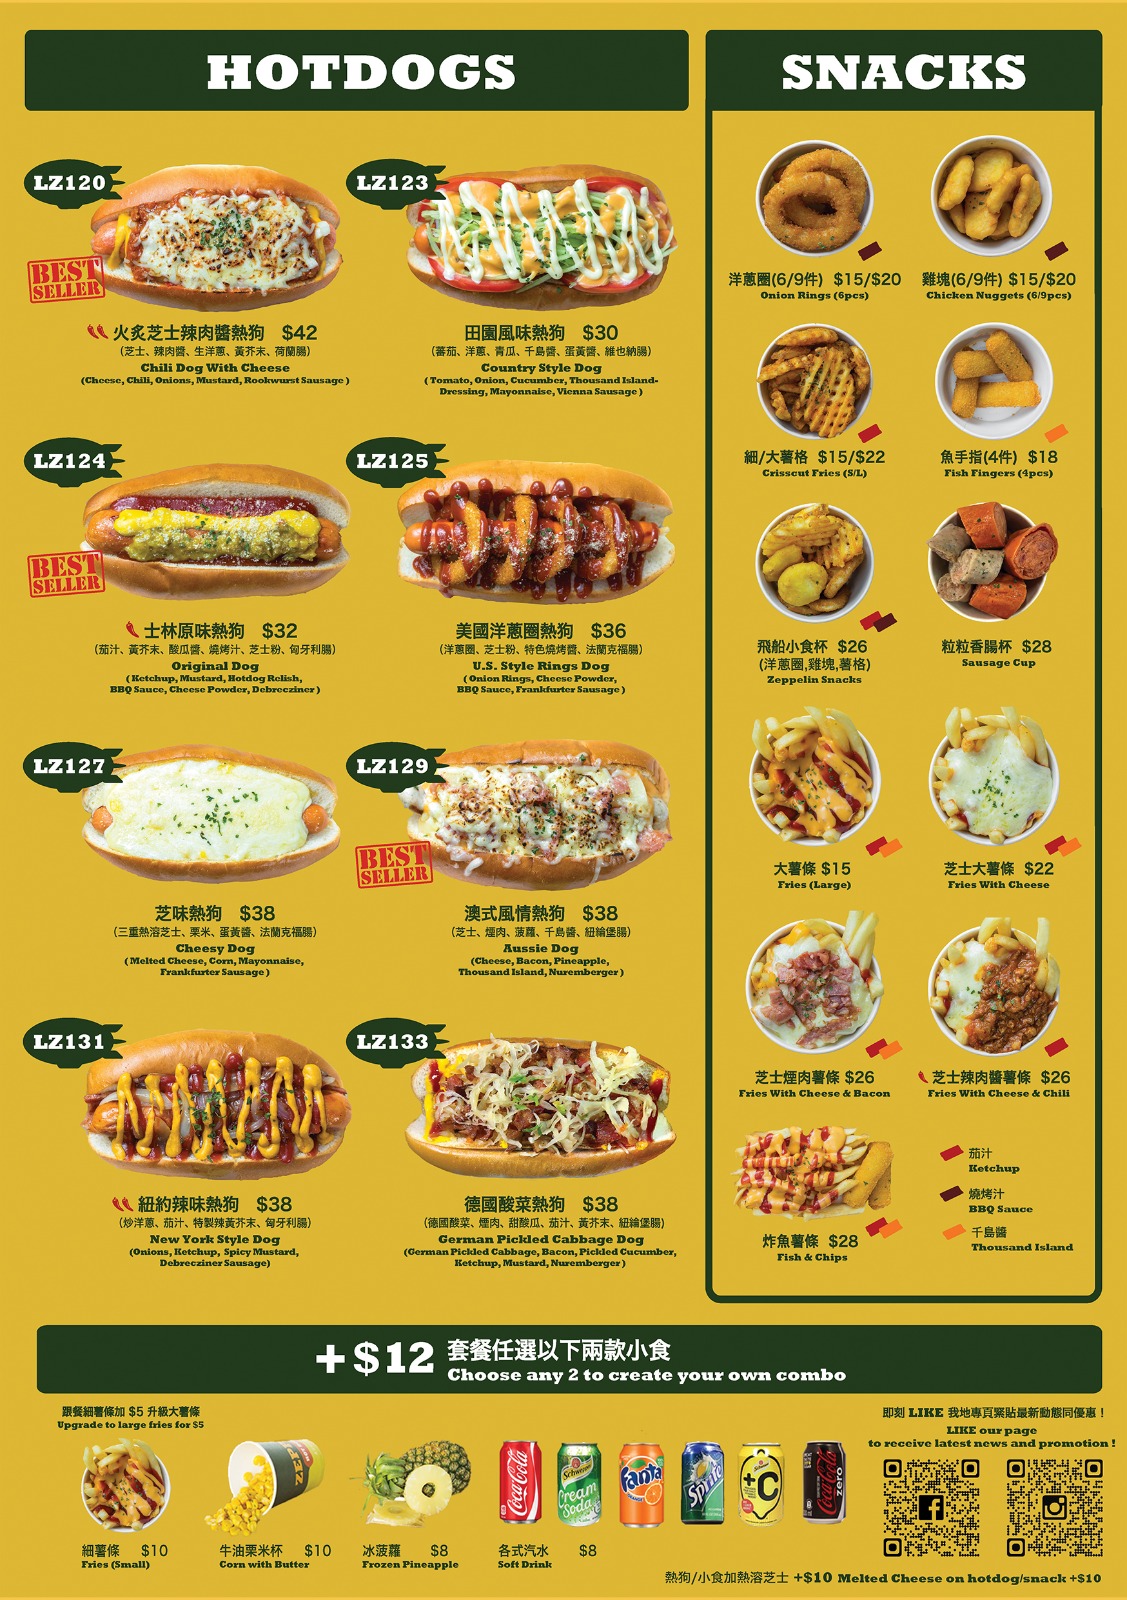 HOTDOGS
LZ120
BEST
SELLER
火炙芝士辣肉醬熱狗 $42
(芝士、辣肉醬、生洋蔥、黃芥末、荷蘭腸)
Chili Dog With Cheese
(Cheese, Chili, Onions, Mustard, Rookwurst Sausage )
LZ123
田園風味熱狗 $30
(蕃茄、洋蔥、青瓜、千島醬、蛋黃醬、維也納腸)
Country Style Dog
( Tomato, Onion, Cucumber, Thousand Island-
Dressing, Mayonnaise, Vienna Sausage )
LZ124
BEST
SELLER
士林原味熱狗 $32
(茄汁、黃芥末、酸瓜醬、燒烤汁、芝士粉、匈牙利腸)
Original Dog
( Ketchup, Mustard, Hotdog Relish,
BBQ Sauce, Cheese Powder, Debrecziner )
LZ125
美國洋蔥圈熱狗 $36
(洋蔥圈、芝士粉、特色燒烤醬、法蘭克福腸)
U.S. Style Rings Dog
( Onion Rings, Cheese Powder,
BBQ Sauce, Frankfurter Sausage )
LZ127
芝味熱狗 $38
(三重熱溶芝士、栗米、蛋黃醬、法蘭克福腸)
Cheesy Dog
( Melted Cheese, Corn, Mayonnaise,
Frankfurter Sausage )
LZ129
BEST
SELLER
澳式風情熱狗 $38
(芝士、煙肉、菠蘿、千島醬、紐綸堡腸)
Aussie Dog
(Cheese, Bacon, Pineapple,
Thousand Island, Nuremberger )
LZ131
紐約辣味熱狗 $38
(炒洋蔥、茄汁、特製辣黃芥末、匈牙利腸)
New York Style Dog
(Onions, Ketchup, Spicy Mustard,
Debrecziner Sausage)
LZ133
德國酸菜熱狗 $38
(德國酸菜、煙肉、甜酸瓜、茄汁、黃芥末、紐綸堡腸)
German Pickled Cabbage Dog
(German Pickled Cabbage, Bacon, Pickled Cucumber,
Ketchup, Mustard, Nuremberger )
SNACKS
洋蔥圈(6/9件) $15/$20
Onion Rings (6pcs)
雞塊(6/9件) $15/$20
Chicken Nuggets (6/9pcs)
細/大薯格 $15/$22
Crisscut Fries (S/L)
魚手指(4件) $18
Fish Fingers (4pcs)
飛船小食杯 $26
(洋蔥圈,雞塊,薯格)
Zeppelin Snacks
粒粒香腸杯 $28
Sausage Cup
大薯條 $15
Fries (Large)
芝士大薯條 $22
Fries With Cheese
芝士煙肉薯條 $26
Fries With Cheese & Bacon
芝士辣肉醬薯條 $26
Fries With Cheese & Chili
炸魚薯條 $28
Fish & Chips
茄汁
Ketchup
燒烤汁
BBQ Sauce
千島醬
Thousand Island
+$12 套餐任選以下兩款小食
Choose any 2 to create your own combo
跟餐細薯條加 $5 升級大薯條
Upgrade to large fries for $5
細薯條 $10
Fries (Small)
牛油栗米杯 $10
Corn with Butter
冰菠蘿 $8
Frozen Pineapple
Coca-Cola
Schweppes
Cream
Soda
Fanta
ORANGE
Sprite
+C
Coca-Cola
zero
各式汽水 $8
Soft Drink
即刻 LIKE 我地專頁緊貼最新動態同優惠！
LIKE our page
to receive latest news and promotion !
熱狗/小食加熱溶芝士 +$10 Melted Cheese on hotdog/snack +$10